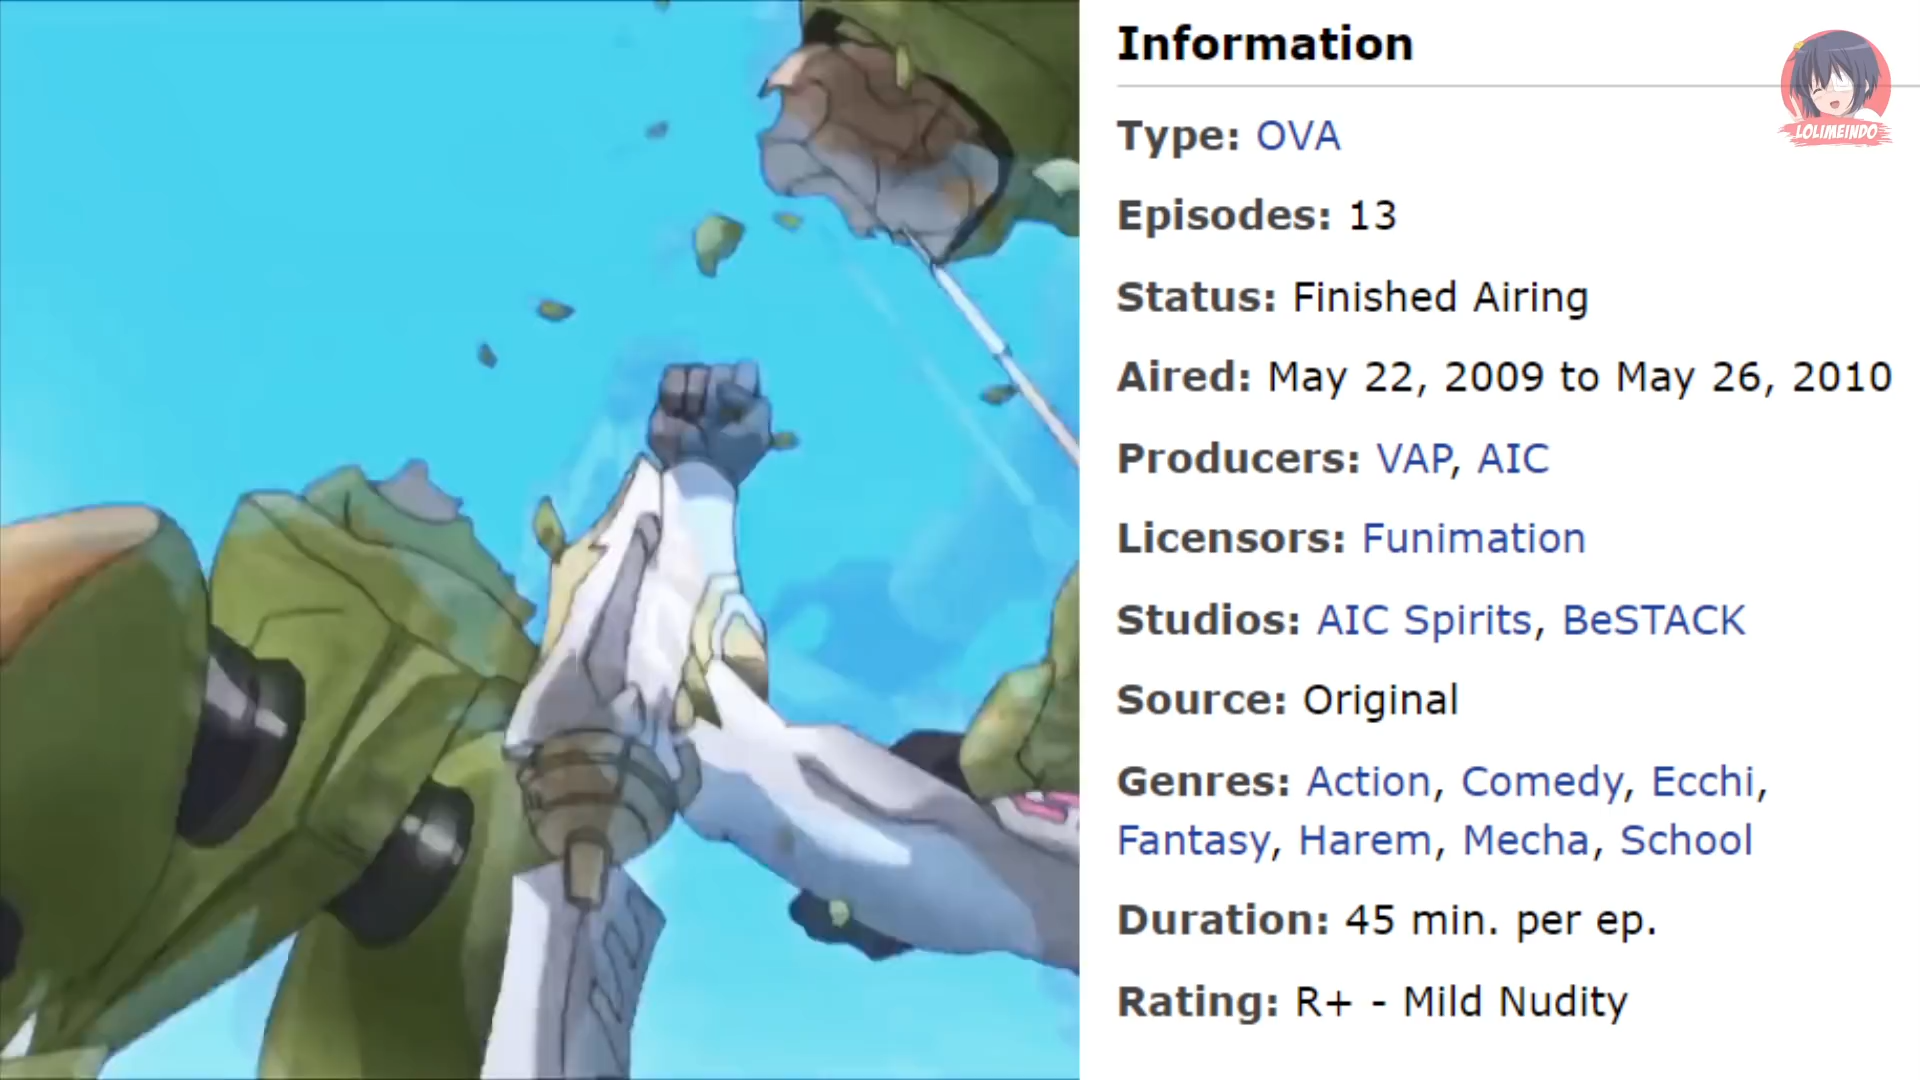 Information
LOLIMEINDO
Type: OVA
Episodes: 13
Status: Finished Airing
Aired: May 22, 2009 to May 26, 2010
Producers: VAP, AIC
Licensors: Funimation
Studios: AIC Spirits, BeSTACK
Source: Original
Genres: Action, Comedy, Ecchi,
Fantasy, Harem, Mecha, School
Duration: 45 min. per ep.
Rating: R+ - Mild Nudity